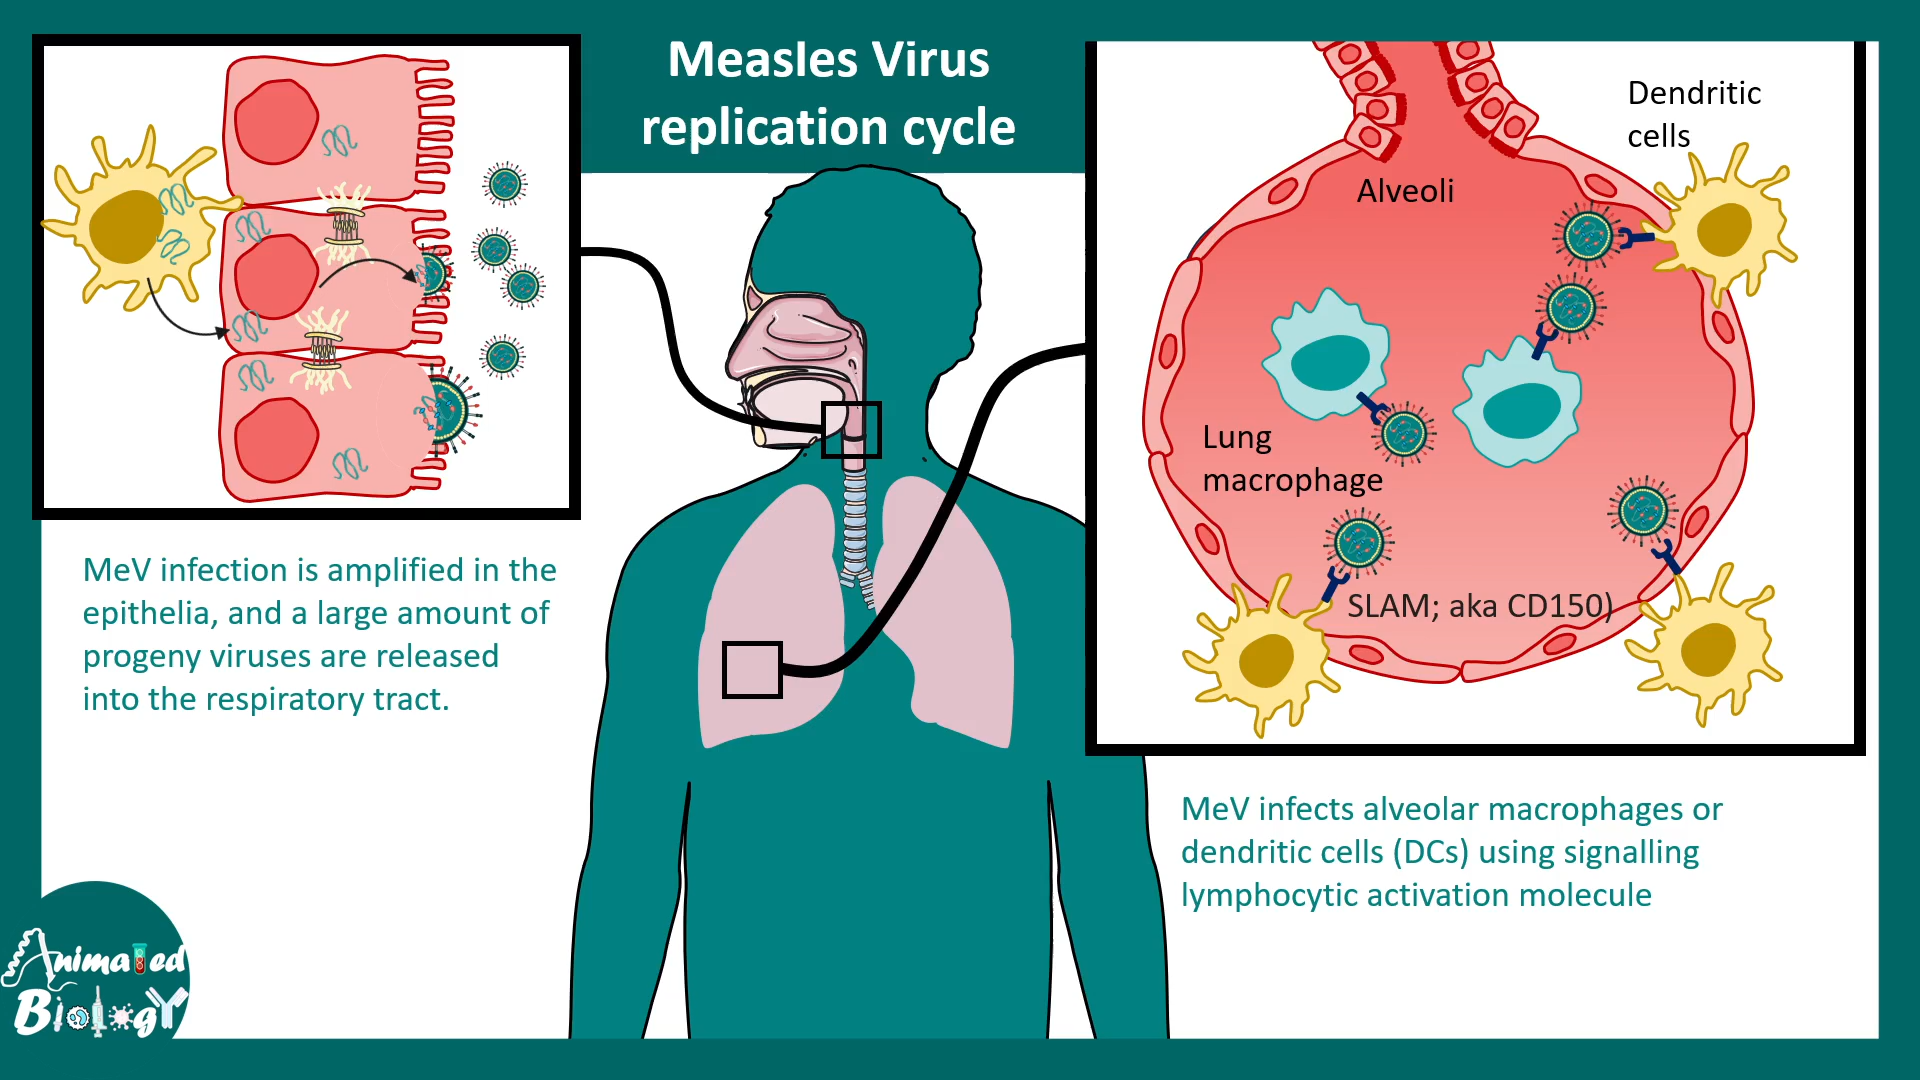 Measles Virus
replication cycle
MeV infection is amplified in the
epithelia, and a large amount of
progeny viruses are released
into the respiratory tract.
Dendritic
cells
Alveoli
Lung
macrophage
SLAM; aka CD150)
MeV infects alveolar macrophages or
dendritic cells (DCs) using signalling
lymphocytic activation molecule
Animated
Biology